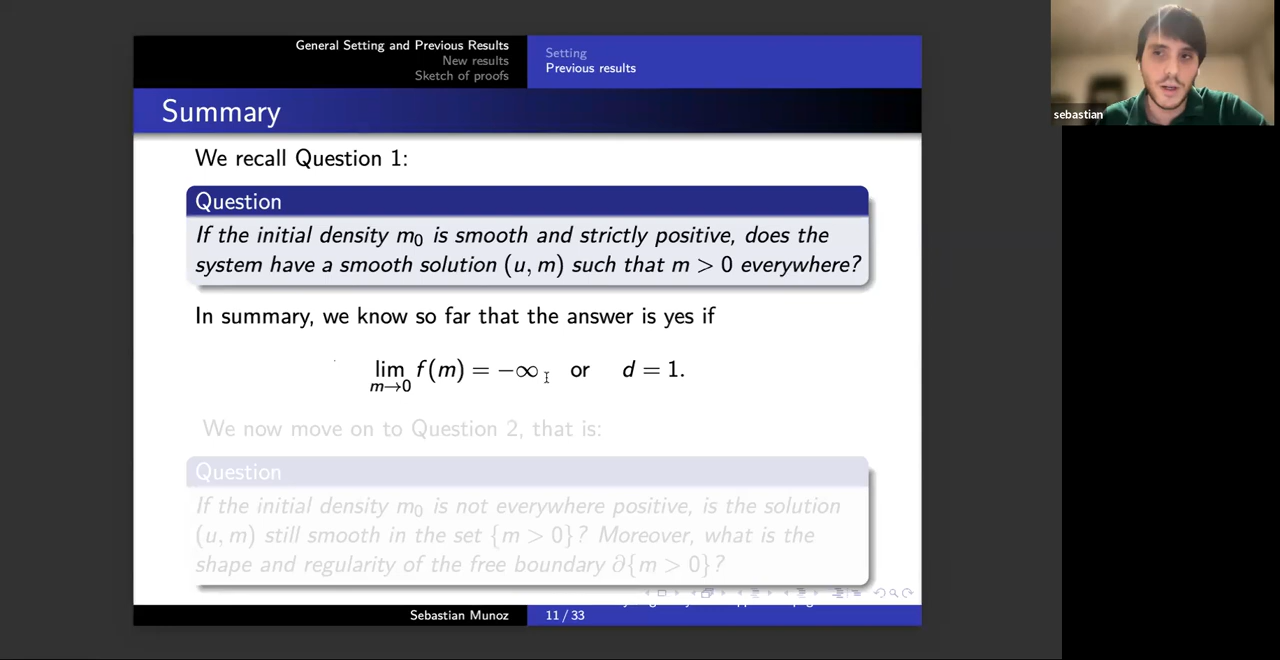 General Setting and Previous Results
New results
Sketch of proofs
Setting
Previous results
Summary
We recall Question 1:
Question
If the initial density m₀ is smooth and strictly positive, does the
system have a smooth solution (u, m) such that m > 0 everywhere?
In summary, we know so far that the answer is yes if
lim f(m) = −∞ or d = 1.
m→0
We now move on to Question 2, that is:
Question
If the initial density m₀ is not everywhere positive, is the solution
(u, m) still smooth in the set {m > 0}? Moreover, what is the
shape and regularity of the free boundary ∂{m > 0}?
Sebastian Munoz
11 / 33
sebastian